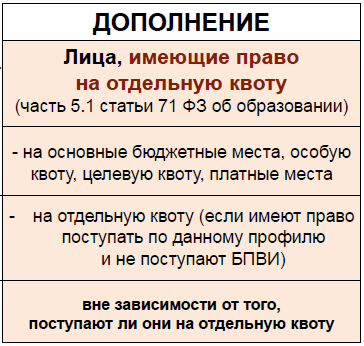 ДОПОЛНЕНИЕ
Лица, имеющие право
на отдельную квоту
(часть 5.1 статьи 71 ФЗ об образовании)
- на основные бюджетные места, особую
квоту, целевую квоту, платные места
- на отдельную квоту (если имеют право
поступать по данному профилю
и не поступают БПВИ)
вне зависимости от того,
поступают ли они на отдельную квоту